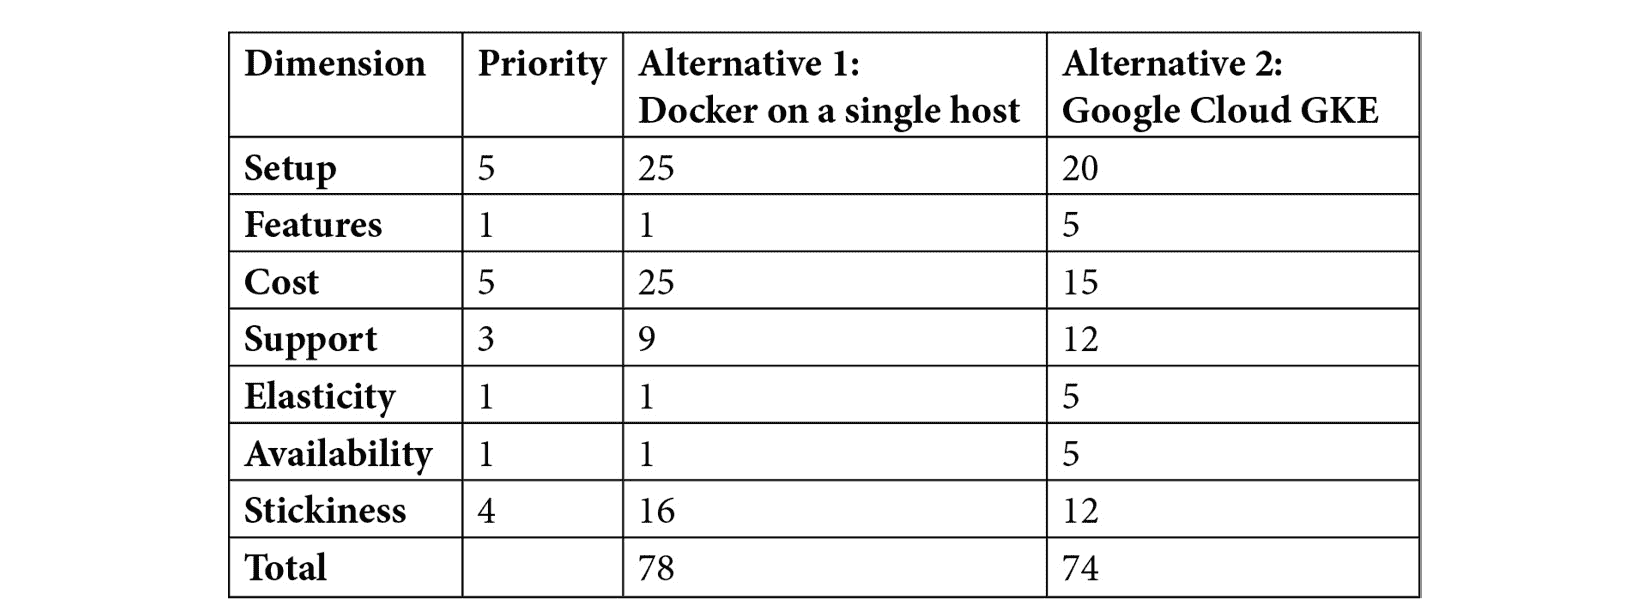 Dimension Priority Alternative 1: Alternative 2:
Docker on a single host Google Cloud GKE
Setup 5 25 20
Features 1 1 5
Cost 5 25 15
Support 3 9 12
Elasticity 1 1 5
Availability 1 1 5
Stickiness 4 16 12
Total 78 74